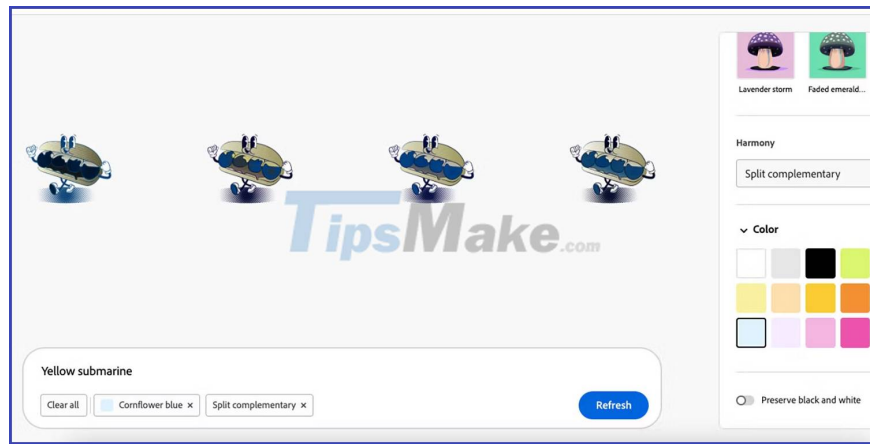 Lavender storm
Faded emerald...
Harmony
Split complementary
Color
TipsMake.com
Yellow submarine
Clear all
Cornflower blue ×
Split complementary ×
Refresh
Preserve black and white